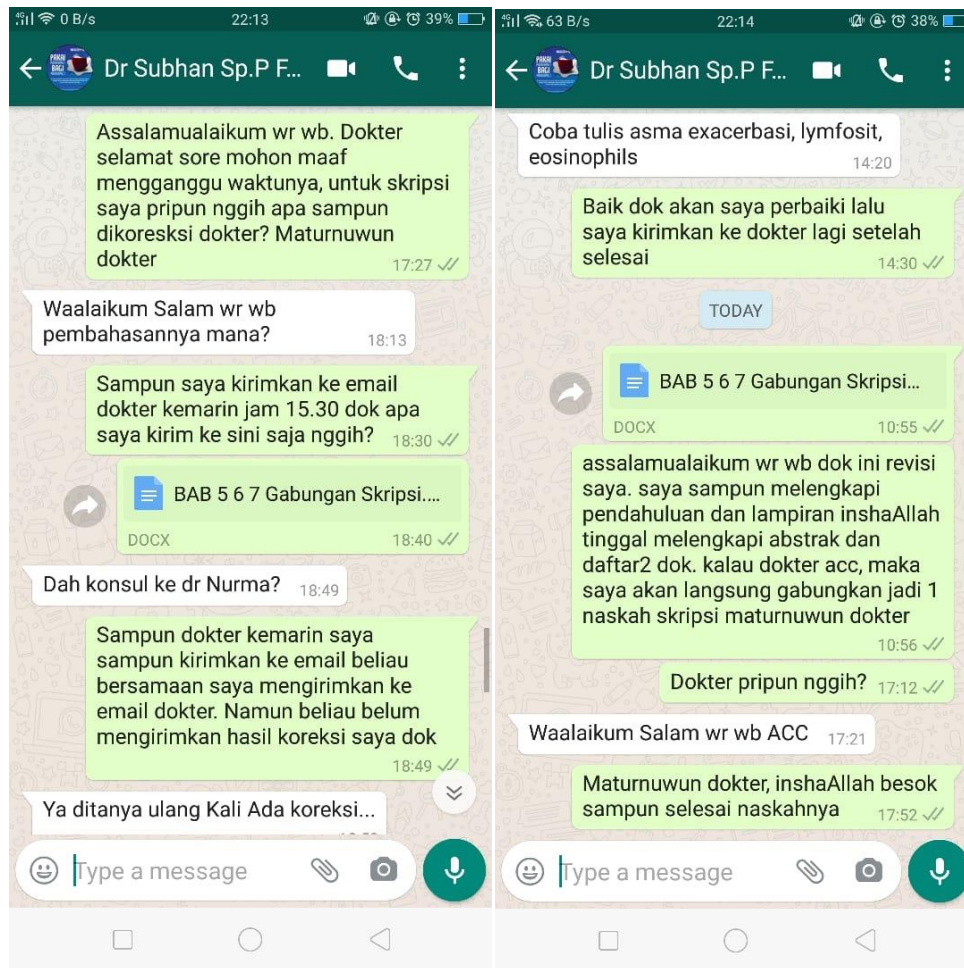 0 B/s 22:13 39%
Dr Subhan Sp.P F...
Assalamualaikum wr wb. Dokter
selamat sore mohon maaf
mengganggu waktunya, untuk skripsi
saya pripun nggih apa sampun
dikoresksi dokter? Maturnuwun
dokter
17:27
Waalaikum Salam wr wb
pembahasannya mana?
18:13
Sampun saya kirimkan ke email
dokter kemarin jam 15.30 dok apa
saya kirim ke sini saja nggih? 18:30
BAB 5 6 7 Gabungan Skripsi....
DOCX 18:40
Dah konsul ke dr Nurma? 18:49
Sampun dokter kemarin saya
sampun kirimkan ke email beliau
bersamaan saya mengirimkan ke
email dokter. Namun beliau belum
mengirimkan hasil koreksi saya dok
18:49
Ya ditanya ulang Kali Ada koreksi...
Type a message
63 B/s 22:14 38%
Dr Subhan Sp.P F...
Coba tulis asma exacerbasi, lymfosit,
eosinophils
14:20
Baik dok akan saya perbaiki lalu
saya kirimkan ke dokter lagi setelah
selesai
14:30
TODAY
BAB 5 6 7 Gabungan Skripsi...
DOCX 10:55
assalamualaikum wr wb dok ini revisi
saya. saya sampun melengkapi
pendahuluan dan lampiran inshaAllah
tinggal melengkapi abstrak dan
daftar2 dok. kalau dokter acc, maka
saya akan langsung gabungkan jadi 1
naskah skripsi maturnuwun dokter
10:56
Dokter pripun nggih? 17:12
Waalaikum Salam wr wb ACC 17:21
Maturnuwun dokter, inshaAllah besok
sampun selesai naskahnya 17:52
Type a message